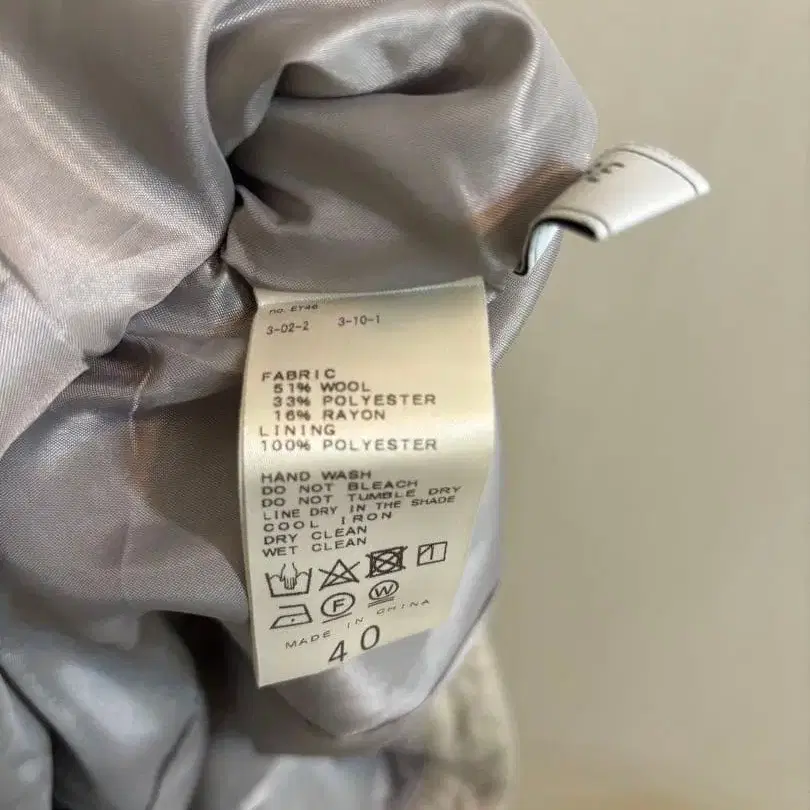 no. EY46
3-02-2 3-10-1
FABRIC
51% WOOL
33% POLYESTER
16% RAYON
LINING
100% POLYESTER
HAND WASH
DO NOT BLEACH
DO NOT TUMBLE DRY
LINE DRY IN THE SHADE
COOL IRON
DRY CLEAN
WET CLEAN
F W
MADE IN CHINA
40